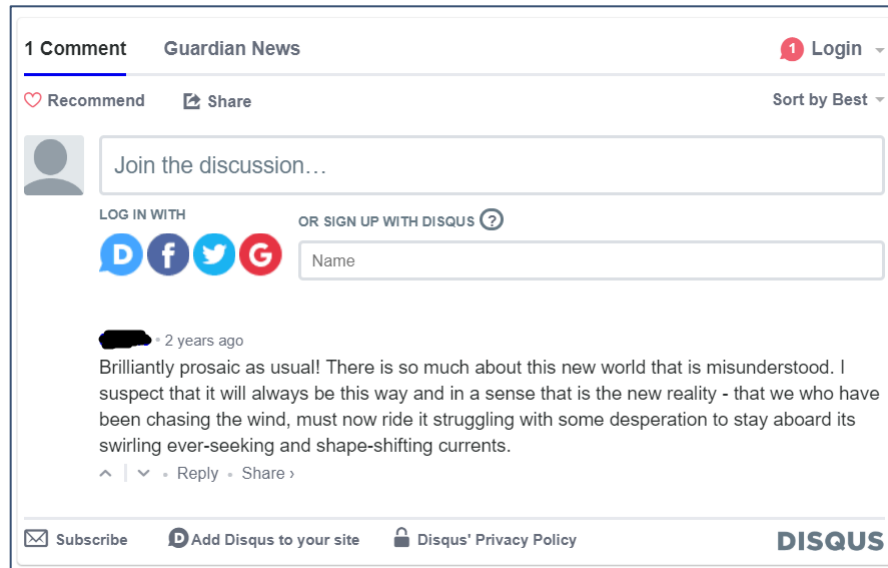 1 Comment Guardian News 1 Login
Recommend Share Sort by Best
Join the discussion…
LOG IN WITH OR SIGN UP WITH DISQUS ?
D f G Name
• 2 years ago
Brilliantly prosaic as usual! There is so much about this new world that is misunderstood. I
suspect that it will always be this way and in a sense that is the new reality - that we who have
been chasing the wind, must now ride it struggling with some desperation to stay aboard its
swirling ever-seeking and shape-shifting currents.
• Reply • Share ›
Subscribe D Add Disqus to your site Disqus' Privacy Policy DISQUS